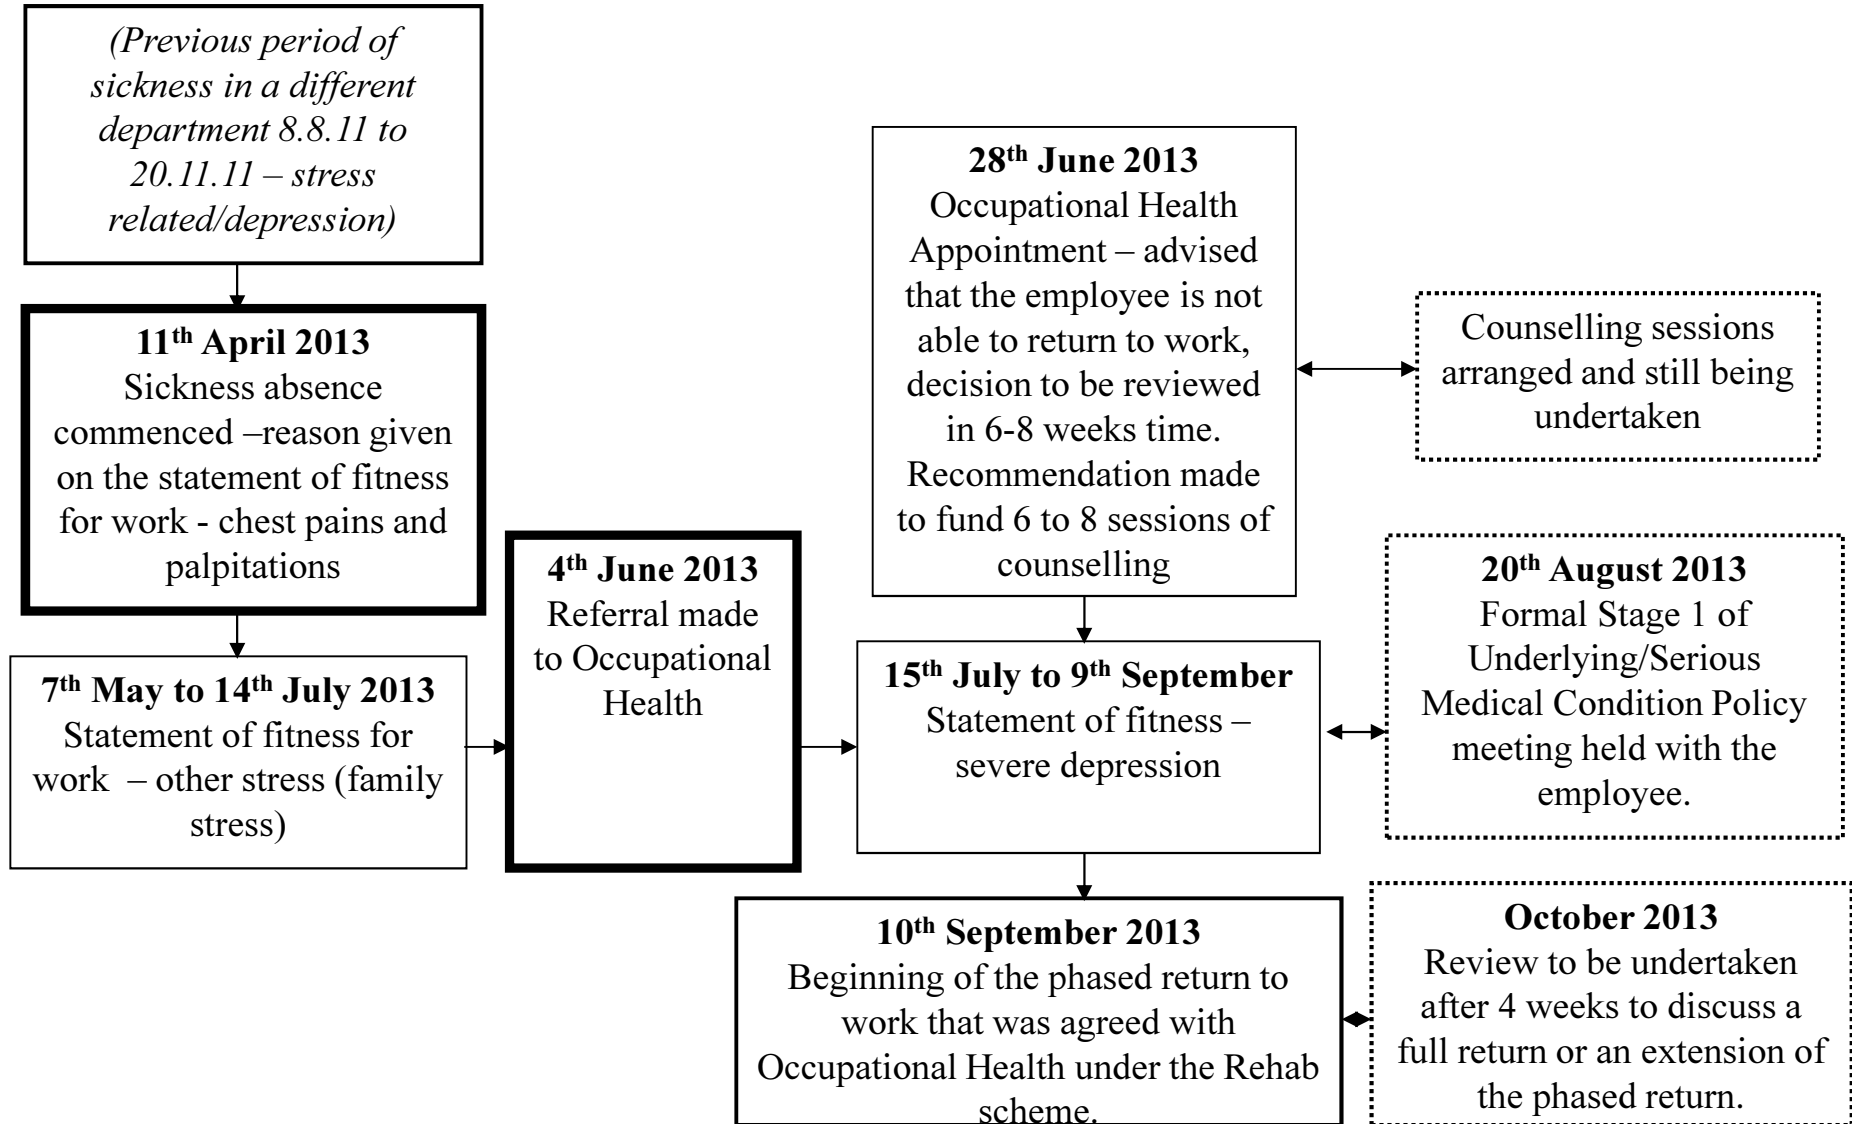 (Previous period of
sickness in a different
department 8.8.11 to
20.11.11 – stress
related/depression)
11th April 2013
Sickness absence
commenced –reason given
on the statement of fitness
for work - chest pains and
palpitations
7th May to 14th July 2013
Statement of fitness for
work – other stress (family
stress)
4th June 2013
Referral made
to Occupational
Health
28th June 2013
Occupational Health
Appointment – advised
that the employee is not
able to return to work,
decision to be reviewed
in 6-8 weeks time.
Recommendation made
to fund 6 to 8 sessions of
counselling
Counselling sessions
arranged and still being
undertaken
15th July to 9th September
Statement of fitness –
severe depression
20th August 2013
Formal Stage 1 of
Underlying/Serious
Medical Condition Policy
meeting held with the
employee.
10th September 2013
Beginning of the phased return to
work that was agreed with
Occupational Health under the Rehab
scheme.
October 2013
Review to be undertaken
after 4 weeks to discuss a
full return or an extension of
the phased return.